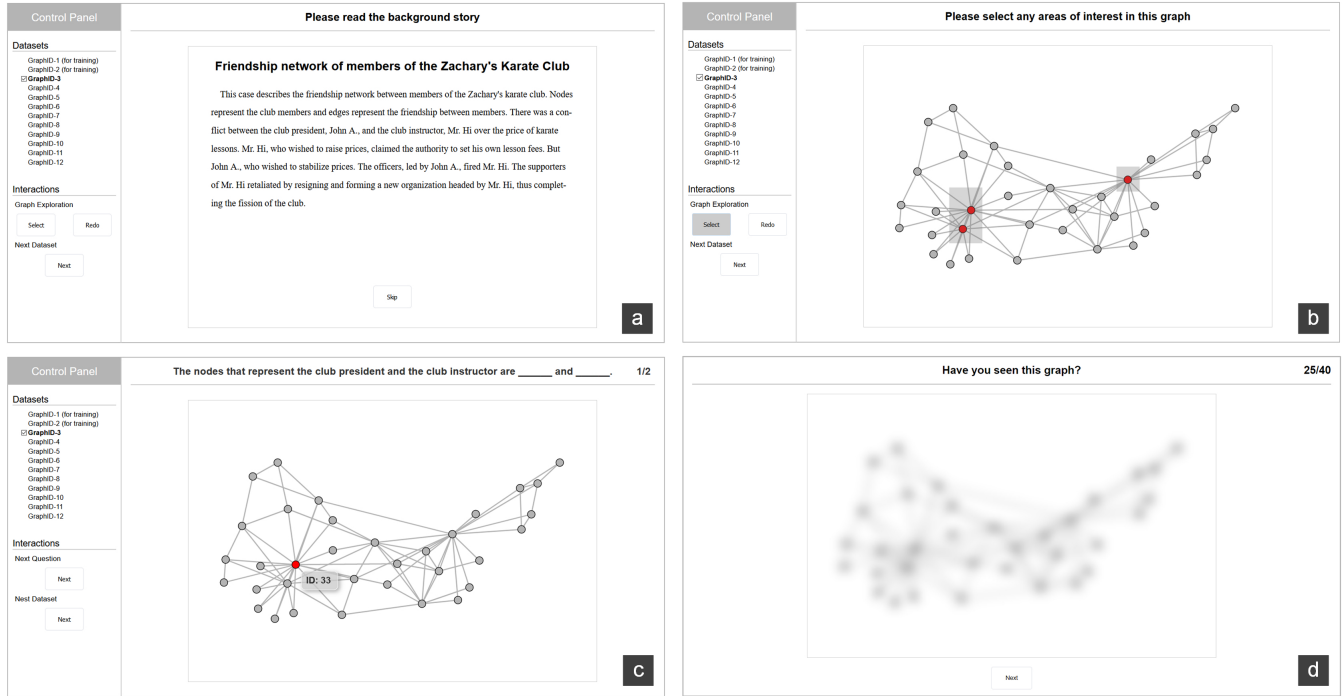 Control Panel
Please read the background story
Datasets
GraphID-1 (for training)
GraphID-2 (for training)
GraphID-3
GraphID-4
GraphID-5
GraphID-6
GraphID-7
GraphID-8
GraphID-9
GraphID-10
GraphID-11
GraphID-12
Interactions
Graph Exploration
Select
Redo
Next Dataset
Next
Friendship network of members of the Zachary's Karate Club
This case describes the friendship network between members of the Zachary's karate club. Nodes
represent the club members and edges represent the friendship between members. There was a con-
flict between the club president, John A., and the club instructor, Mr. Hi over the price of karate
lessons. Mr. Hi, who wished to raise prices, claimed the authority to set his own lesson fees. But
John A., who wished to stabilize prices. The officers, led by John A., fired Mr. Hi. The supporters
of Mr. Hi retaliated by resigning and forming a new organization headed by Mr. Hi, thus complet-
ing the fission of the club.
Skip
a
Control Panel
Please select any areas of interest in this graph
Datasets
GraphID-1 (for training)
GraphID-2 (for training)
GraphID-3
GraphID-4
GraphID-5
GraphID-6
GraphID-7
GraphID-8
GraphID-9
GraphID-10
GraphID-11
GraphID-12
Interactions
Graph Exploration
Select
Redo
Next Dataset
Next
b
Control Panel
The nodes that represent the club president and the club instructor are _____ and _____. 1/2
Datasets
GraphID-1 (for training)
GraphID-2 (for training)
GraphID-3
GraphID-4
GraphID-5
GraphID-6
GraphID-7
GraphID-8
GraphID-9
GraphID-10
GraphID-11
GraphID-12
Interactions
Next Question
Next
Nest Dataset
Next
ID: 33
c
Have you seen this graph? 25/40
Next
d